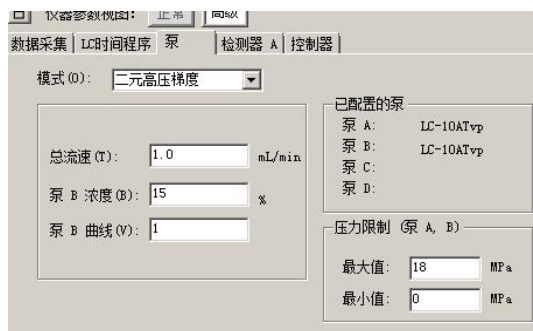 仪器参数视图: 正常 高级
数据采集 LC时间程序 泵 检测器 A 控制器
模式(O): 二元高压梯度
已配置的泵
泵 A: LC-10ATvp
泵 B: LC-10ATvp
泵 C:
泵 D:
总流速(T): 1.0 mL/min
泵 B 浓度(B): 15 %
泵 B 曲线(V): 1
压力限制 (泵 A, B)
最大值: 18 MPa
最小值: 0 MPa